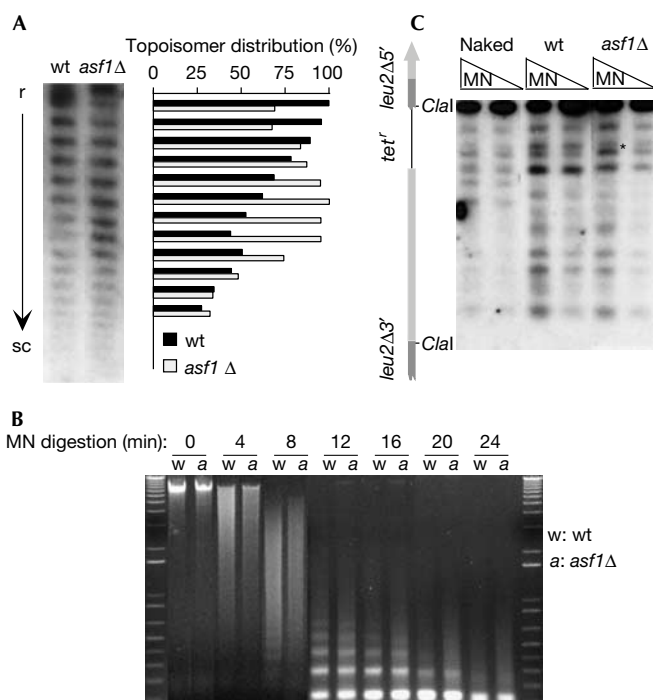 A
wt asf1Δ
r
sc
Topoisomer distribution (%)
0 25 50 75 100
wt
asf1 Δ
C
Naked wt asf1Δ
MN MN MN
leu2Δ5'
ClaI
tet^r
leu2Δ3'
ClaI
*
B
MN digestion (min): 0 4 8 12 16 20 24
w a w a w a w a w a w a w a
w: wt
a: asf1Δ